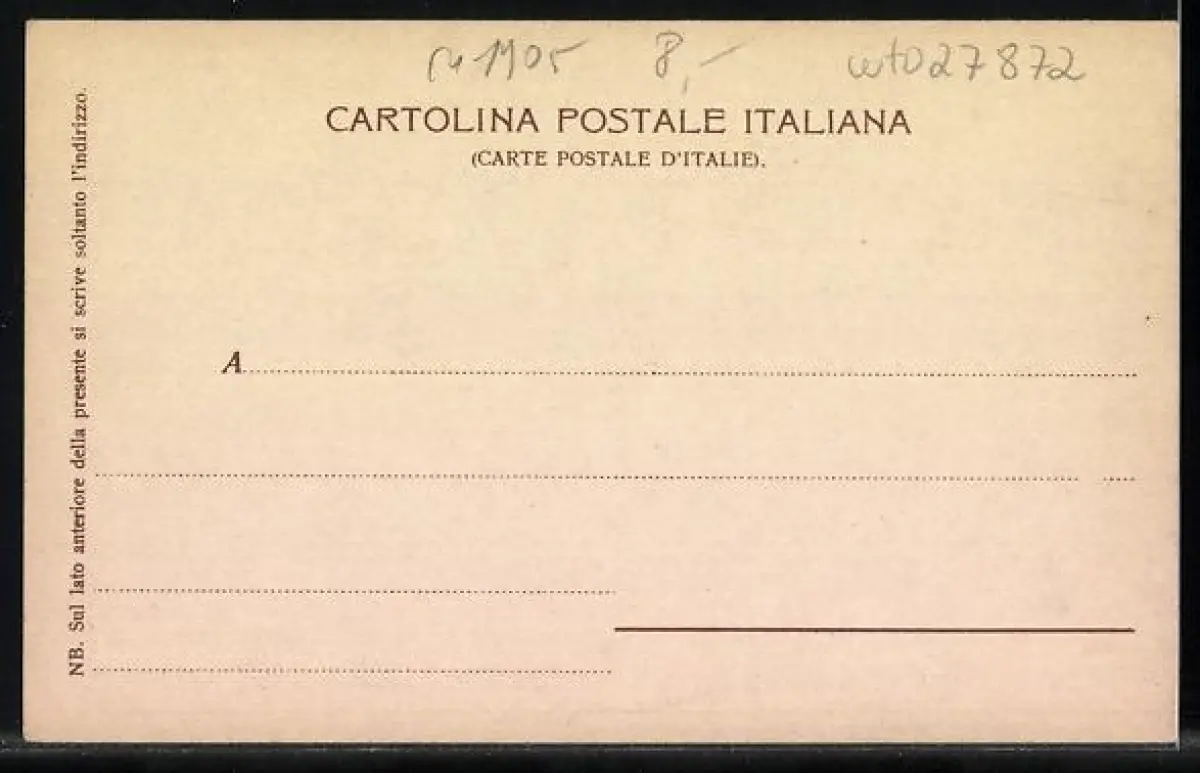 1905 8,- wt027872
CARTOLINA POSTALE ITALIANA
(CARTE POSTALE D'ITALIE).
A
NB. Sul lato anteriore della presente si scrive soltanto l'indirizzo.